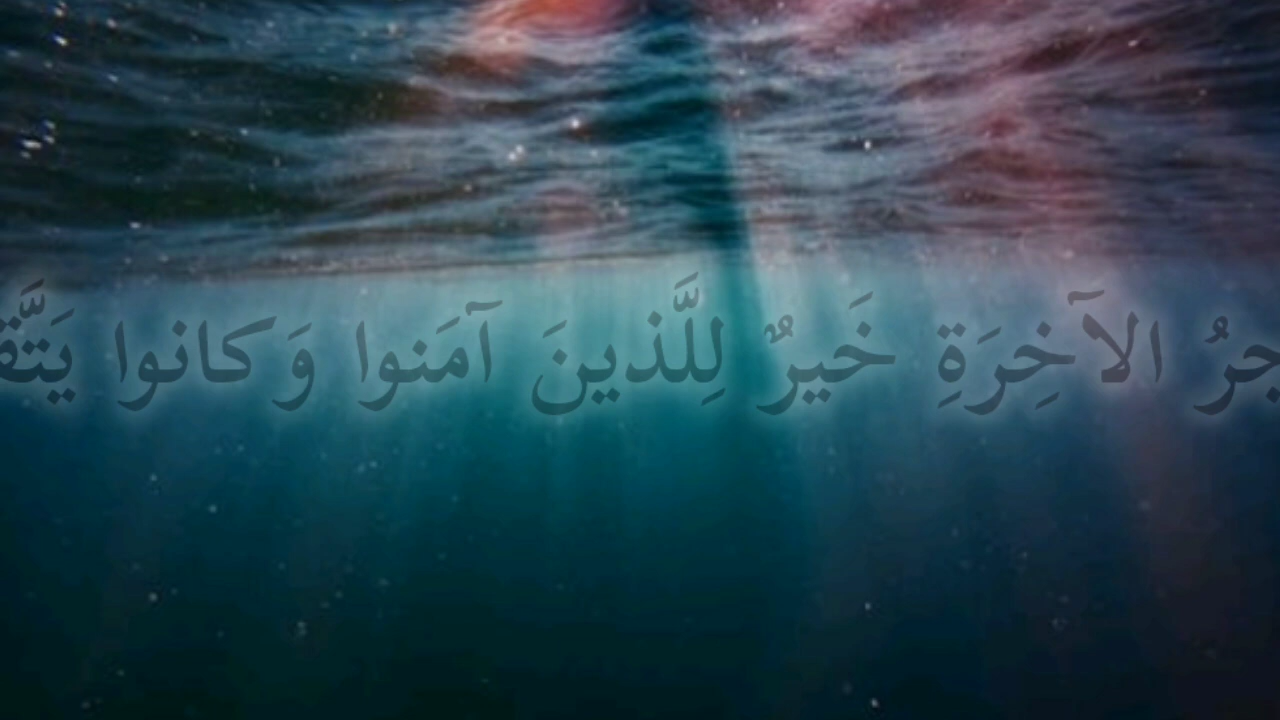 الآخِرَةِ خَيرٌ لِلَّذينَ آمَنوا وَكانوا